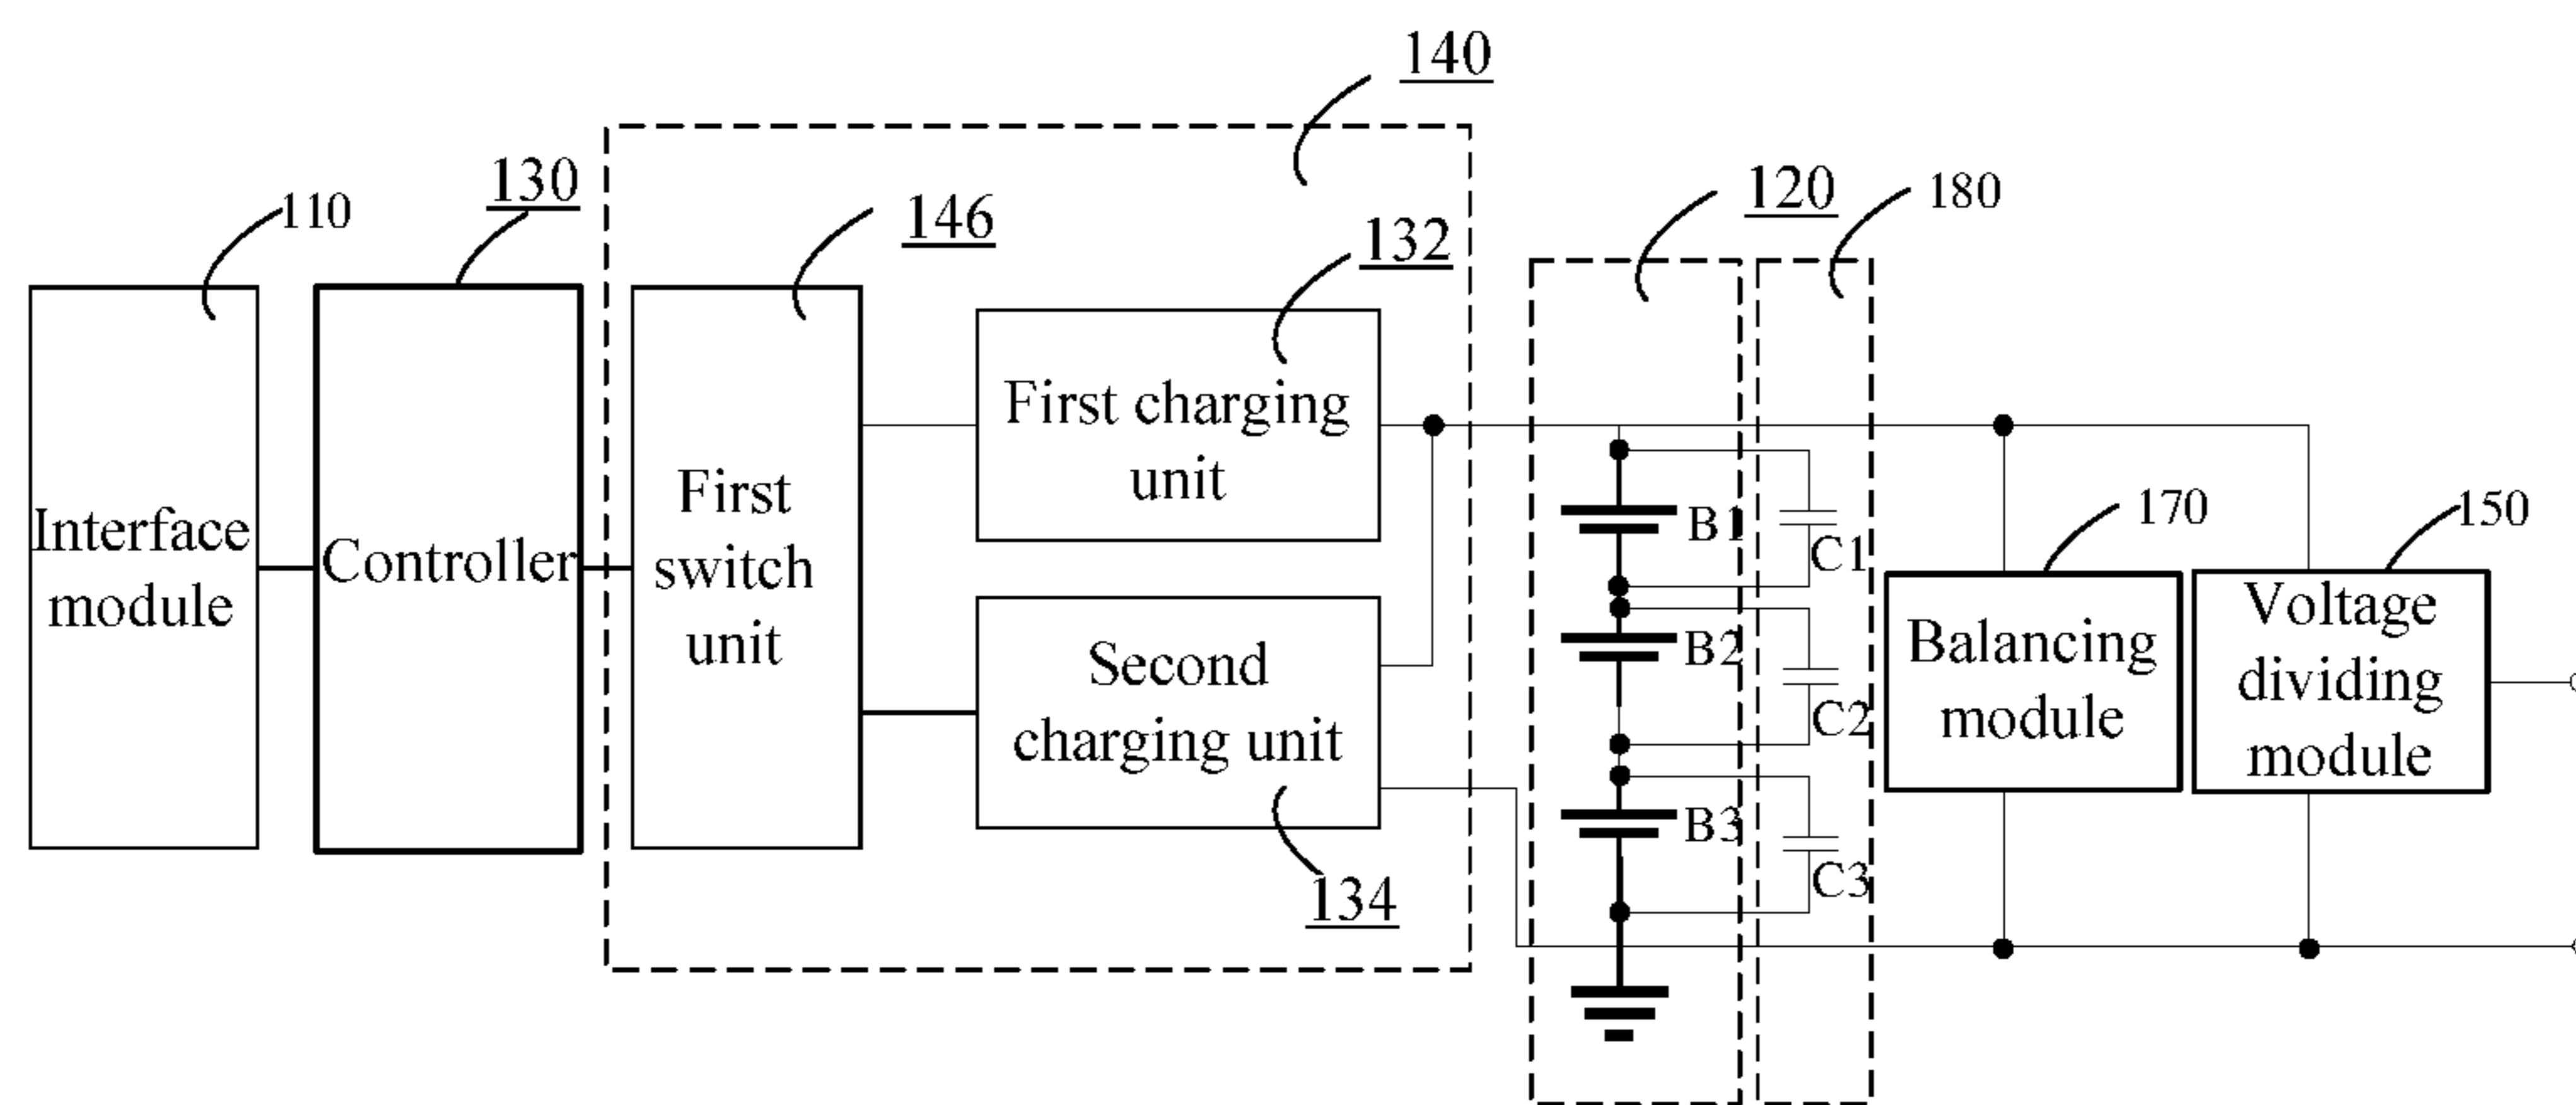 140
130
110
146
132
120
180
First charging
unit
170
150
B1
C1
Interface
module
Controller
First
switch
unit
Second
charging unit
B2
C2
Balancing
module
Voltage
dividing
module
B3
C3
134